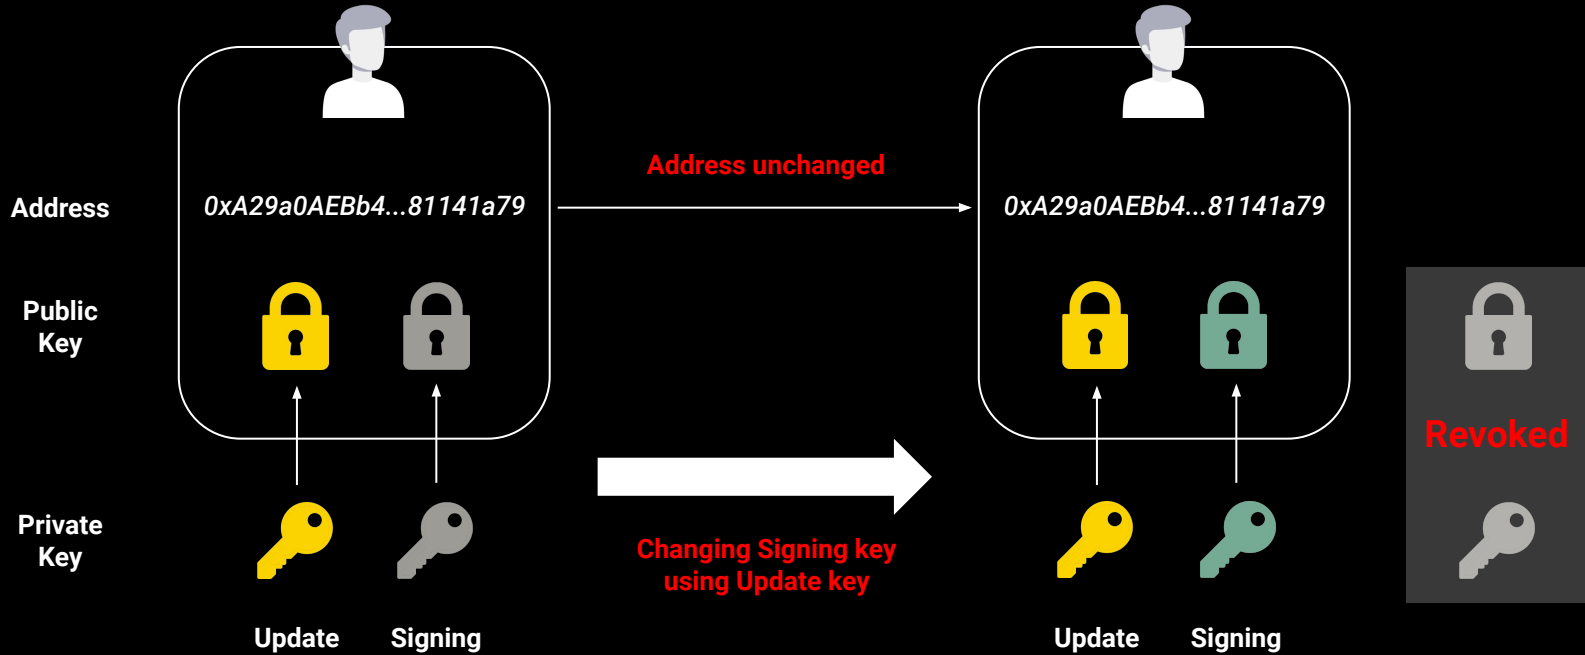 Address unchanged
Address
0xA29a0AEBb4...81141a79
0xA29a0AEBb4...81141a79
Public
Key
Revoked
Private
Key
Changing Signing key
using Update key
Update
Signing
Update
Signing